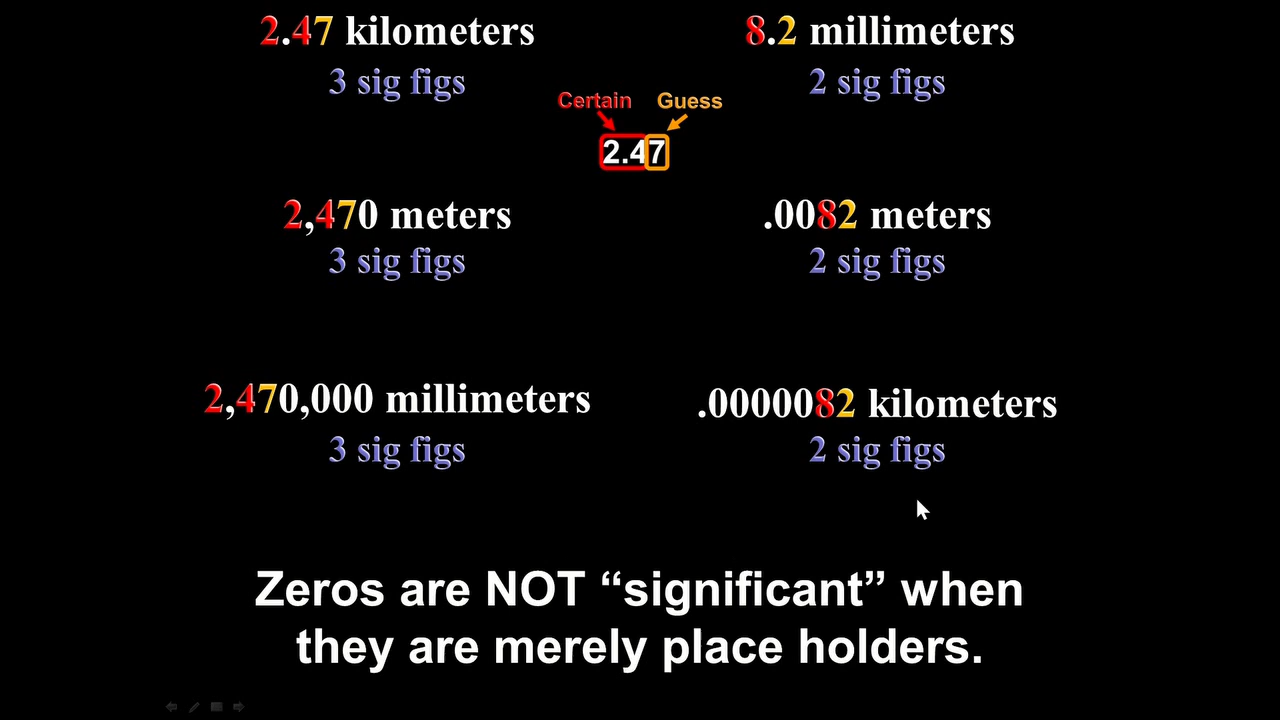 2.47 kilometers
3 sig figs
8.2 millimeters
2 sig figs
Certain Guess
2.47
2,470 meters
3 sig figs
.0082 meters
2 sig figs
2,470,000 millimeters
3 sig figs
.0000082 kilometers
2 sig figs
Zeros are NOT “significant” when
they are merely place holders.